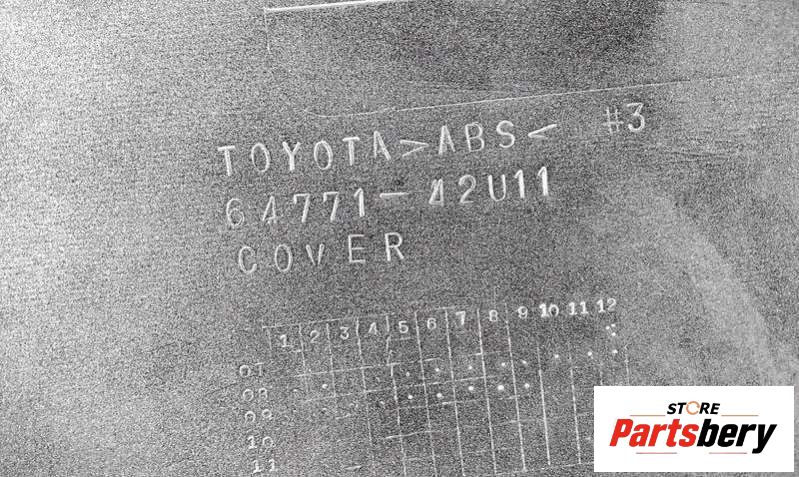 TOYOTA>ABS< #3
64771-42U11
COVER
1 2 3 4 5 6 7 8 9 10 11 12
07
08
09
10
11
STORE
Partsbery